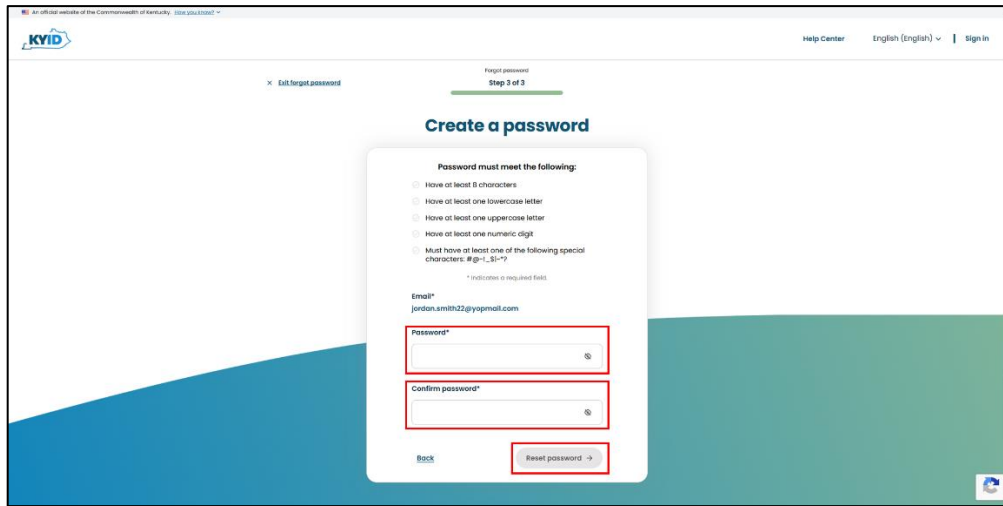 An official website of the Commonwealth of Kentucky. How you know?
KYID
Help Center English (English) Sign in
Forgot password
× Exit forgot password Step 3 of 3
Create a password
Password must meet the following:
Have at least 8 characters
Have at least one lowercase letter
Have at least one uppercase letter
Have at least one numeric digit
Must have at least one of the following special
characters: #@~!_$|-*?
* Indicates a required field.
Email*
jordan.smith22@yopmail.com
Password*
Confirm password*
Back Reset password →